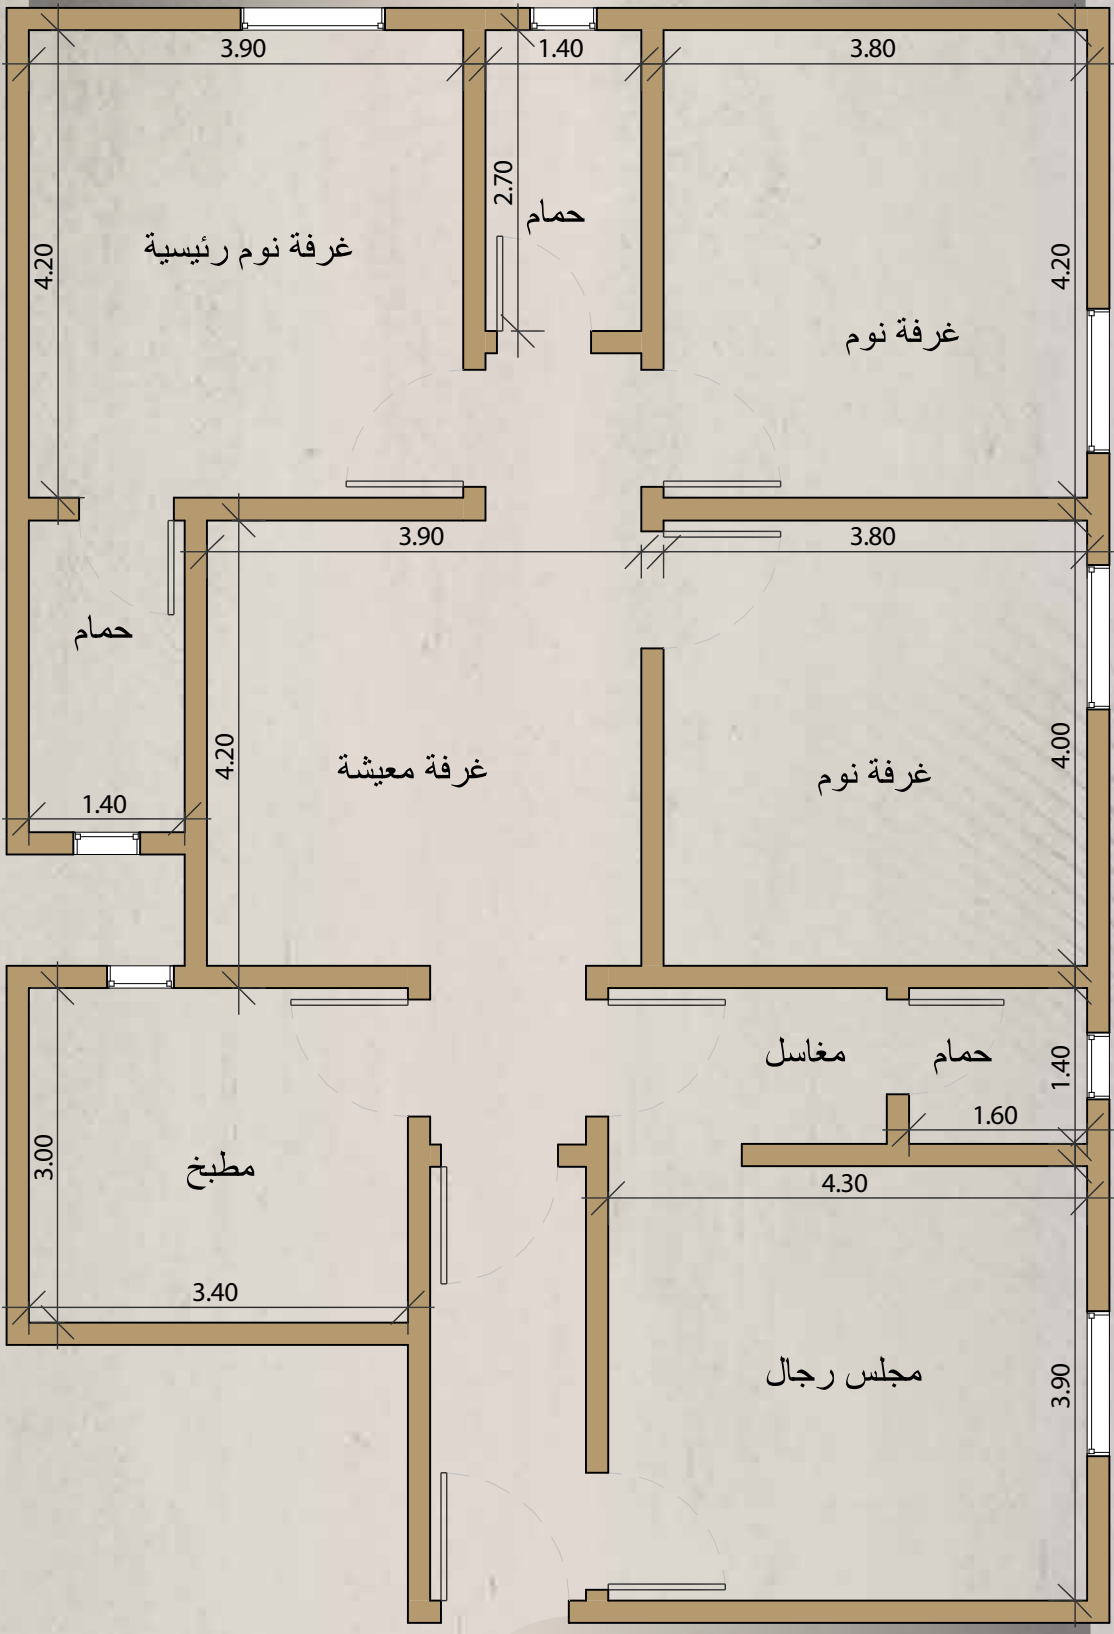 3.90
1.40
3.80
2.70
حمام
غرفة نوم رئيسية
4.20
4.20
غرفة نوم
3.90
3.80
حمام
غرفة معيشة
غرفة نوم
4.20
4.00
1.40
مغاسل
حمام
1.40
1.60
3.00
مطبخ
4.30
3.40
مجلس رجال
3.90